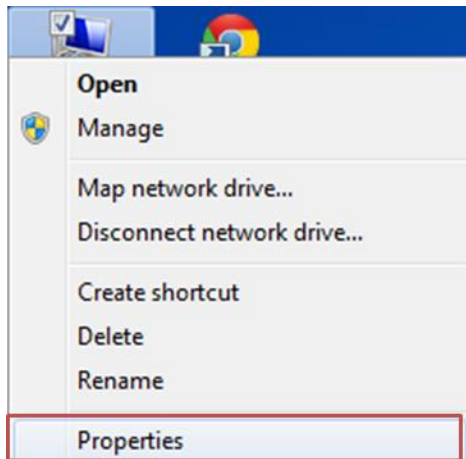 Open
Manage
Map network drive...
Disconnect network drive...
Create shortcut
Delete
Rename
Properties